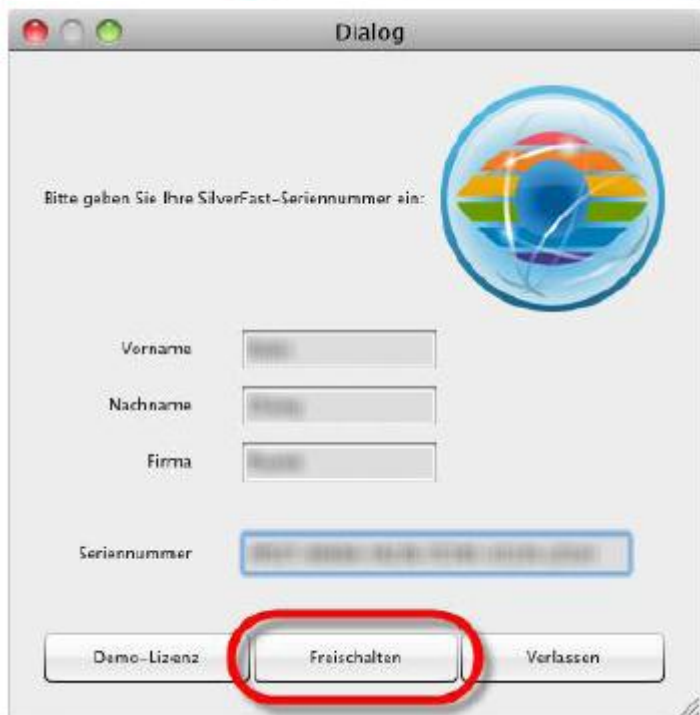 Dialog
Bitte geben Sie Ihre SilverFast-Seriennummer ein:
Vorname
Nachname
Firma
Seriennummer
Demo-Lizenz
Freischalten
Verlassen